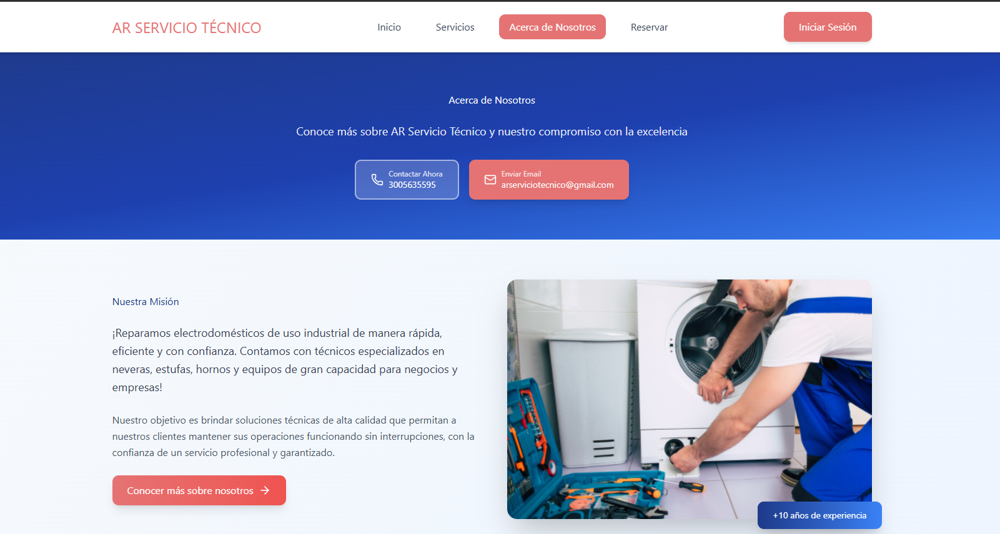 AR SERVICIO TÉCNICO
Inicio
Servicios
Acerca de Nosotros
Reservar
Iniciar Sesión
Acerca de Nosotros
Conoce más sobre AR Servicio Técnico y nuestro compromiso con la excelencia
Contactar Ahora
3005635595
Enviar Email
arserviciotecnico@gmail.com
Nuestra Misión
¡Reparamos electrodomésticos de uso industrial de manera rápida,
eficiente y con confianza. Contamos con técnicos especializados en
neveras, estufas, hornos y equipos de gran capacidad para negocios y
empresas!
Nuestro objetivo es brindar soluciones técnicas de alta calidad que permitan a
nuestros clientes mantener sus operaciones funcionando sin interrupciones, con la
confianza de un servicio profesional y garantizado.
Conocer más sobre nosotros
+10 años de experiencia